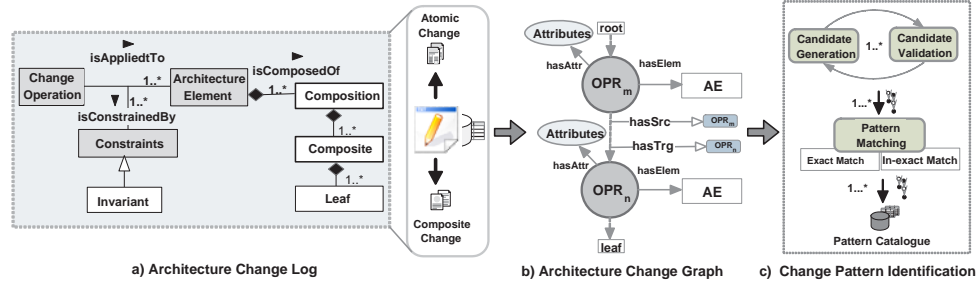 isAppliedTo
Change
Operation
1..*
Architecture
Element
isComposedOf
1..*
Composition
1..*
isConstrainedBy
Constraints
Invariant
1..*
Composite
1..*
Leaf
a) Architecture Change Log
Atomic
Change
Composite
Change
root
Attributes
hasAttr
OPRm
hasElem
AE
hasSrc
OPRm
hasTrg
OPRn
Attributes
hasAttr
OPRn
hasElem
AE
leaf
b) Architecture Change Graph
Candidate
Generation
1..*
Candidate
Validation
1...*
Pattern
Matching
Exact Match
In-exact Match
1...*
Pattern Catalogue
c) Change Pattern Identification